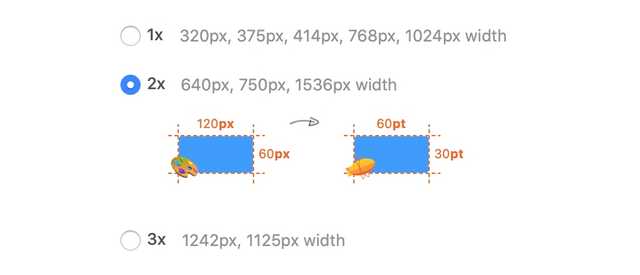 1x 320px, 375px, 414px, 768px, 1024px width
2x 640px, 750px, 1536px width
120px 60pt
60px 30pt
3x 1242px, 1125px width